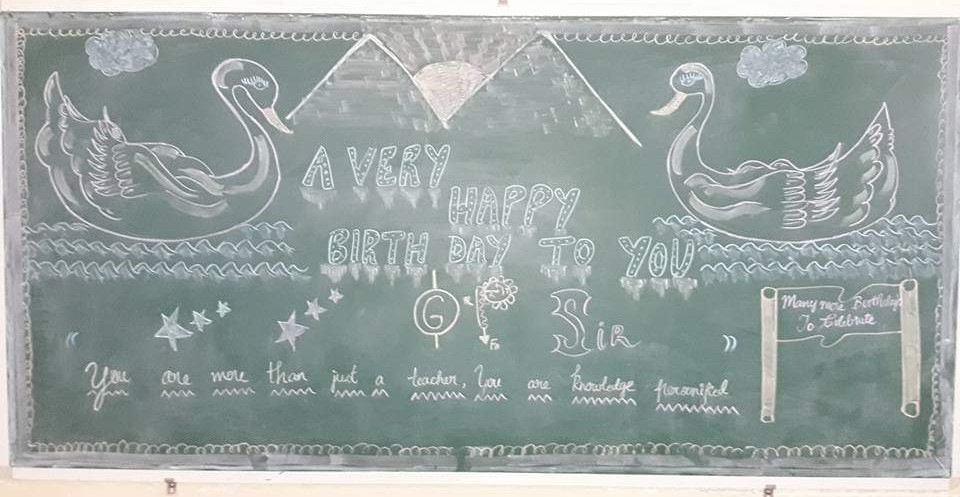 A VERY
HAPPY
BIRTH DAY TO YOU
G P Sir
"
"
You are more than just a teacher, You are knowledge personified
Many more Birthdays
To Celebrate